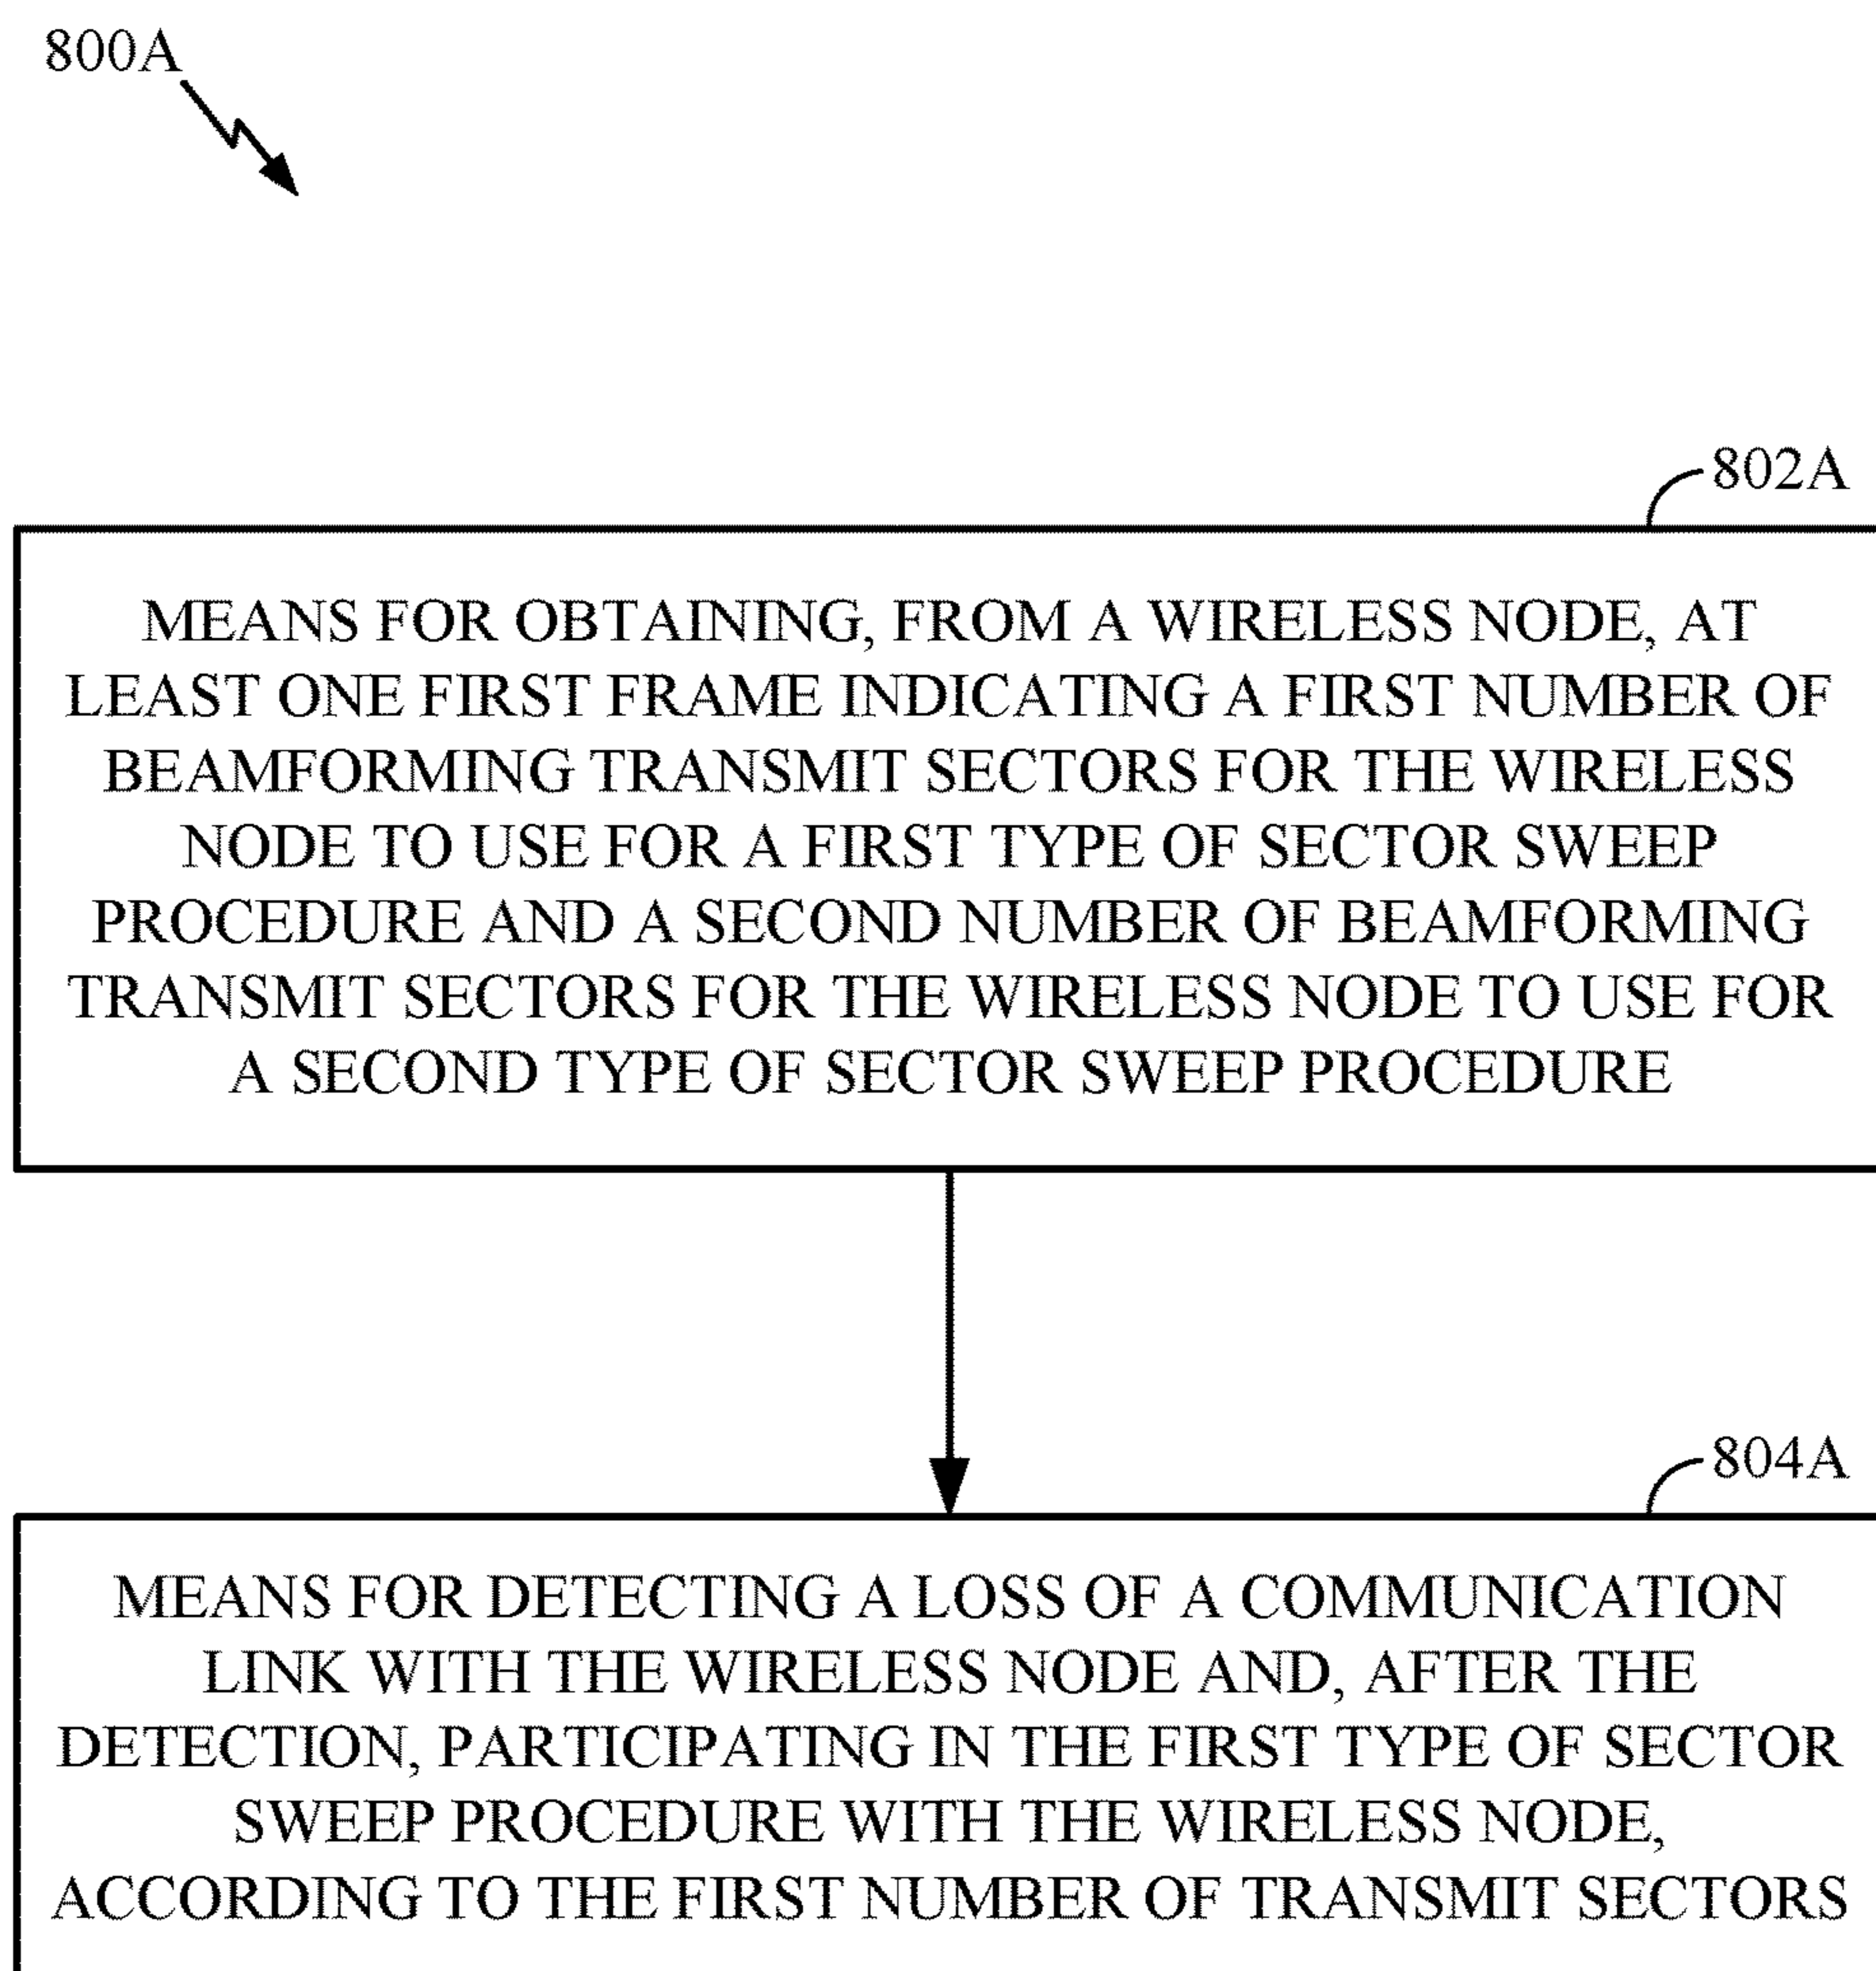 800A
802A
MEANS FOR OBTAINING, FROM A WIRELESS NODE, AT
LEAST ONE FIRST FRAME INDICATING A FIRST NUMBER OF
BEAMFORMING TRANSMIT SECTORS FOR THE WIRELESS
NODE TO USE FOR A FIRST TYPE OF SECTOR SWEEP
PROCEDURE AND A SECOND NUMBER OF BEAMFORMING
TRANSMIT SECTORS FOR THE WIRELESS NODE TO USE FOR
A SECOND TYPE OF SECTOR SWEEP PROCEDURE
804A
MEANS FOR DETECTING A LOSS OF A COMMUNICATION
LINK WITH THE WIRELESS NODE AND, AFTER THE
DETECTION, PARTICIPATING IN THE FIRST TYPE OF SECTOR
SWEEP PROCEDURE WITH THE WIRELESS NODE,
ACCORDING TO THE FIRST NUMBER OF TRANSMIT SECTORS